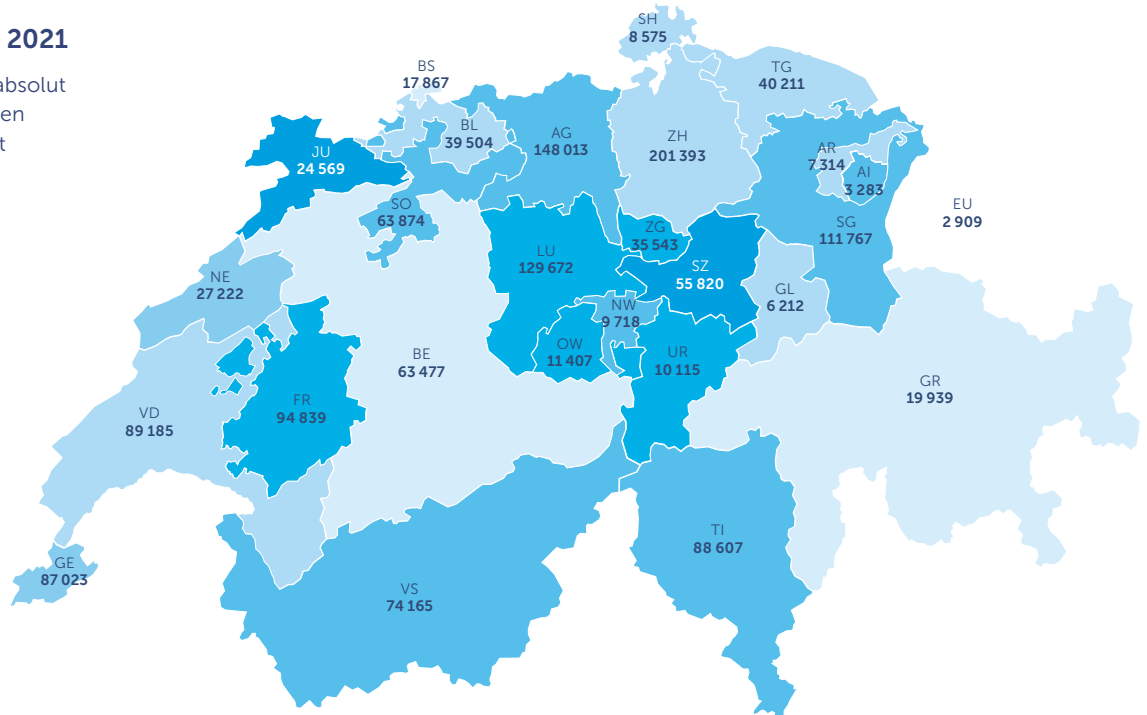 2021
absolut
en
t
SH
8 575
BS
17 867
TG
40 211
BL
39 504
AG
148 013
ZH
201 393
JU
24 569
AR
7 314
AI
3 283
SO
63 874
EU
2 909
ZG
35 543
SG
111 767
LU
129 672
SZ
55 820
NE
27 222
GL
6 212
NW
9 718
OW
11 407
UR
10 115
BE
63 477
GR
19 939
FR
94 839
VD
89 185
TI
88 607
GE
87 023
VS
74 165